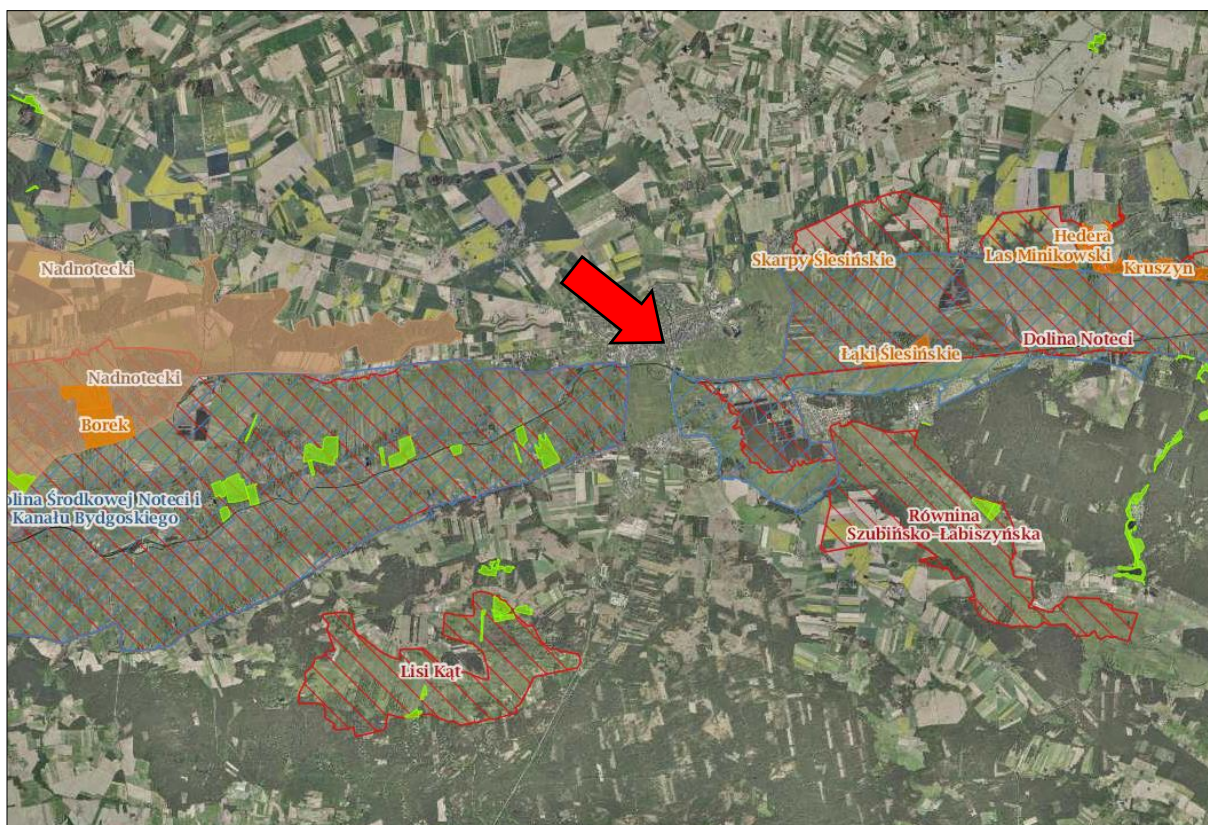 Nadnotecki
Skarpy Ślesińskie
Hedera
Las Minikowski
Kruszyn
Dolina Noteci
Łąki Ślesińskie
Nadnotecki
Borek
olina Środkowej Noteci i
Kanału Bydgoskiego
Równina
Szubińsko-Łabiszyńska
Lisi Kąt